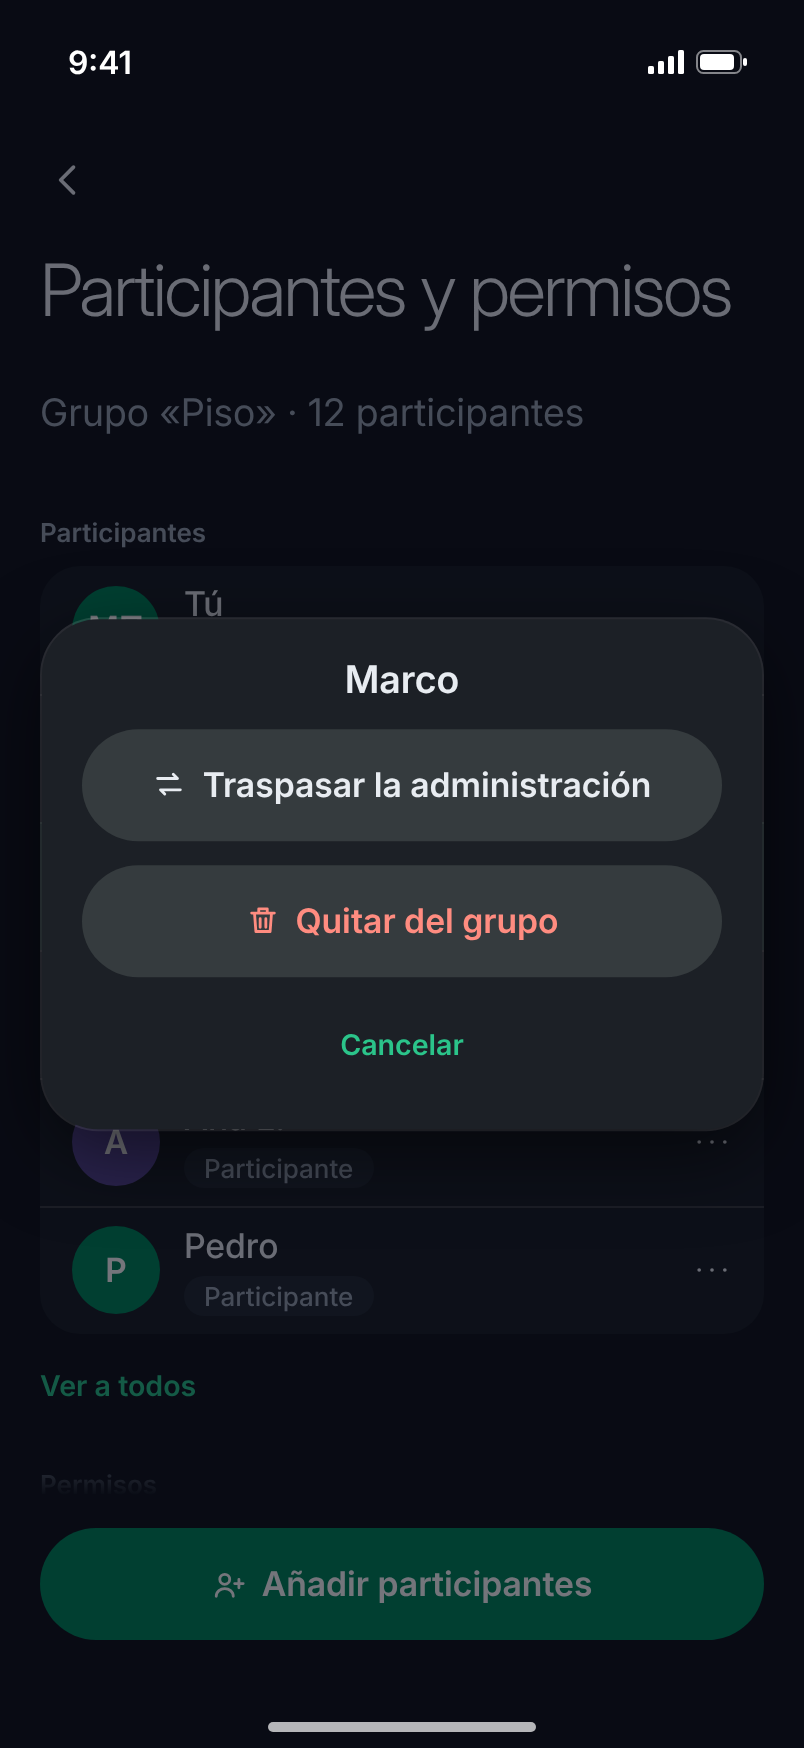 9:41
Participantes y permisos
Grupo «Piso» · 12 participantes
Participantes
Tú
Marco
Traspasar la administración
Quitar del grupo
Cancelar
A
Participante
Pedro
P
Participante
Ver a todos
Permisos
Añadir participantes